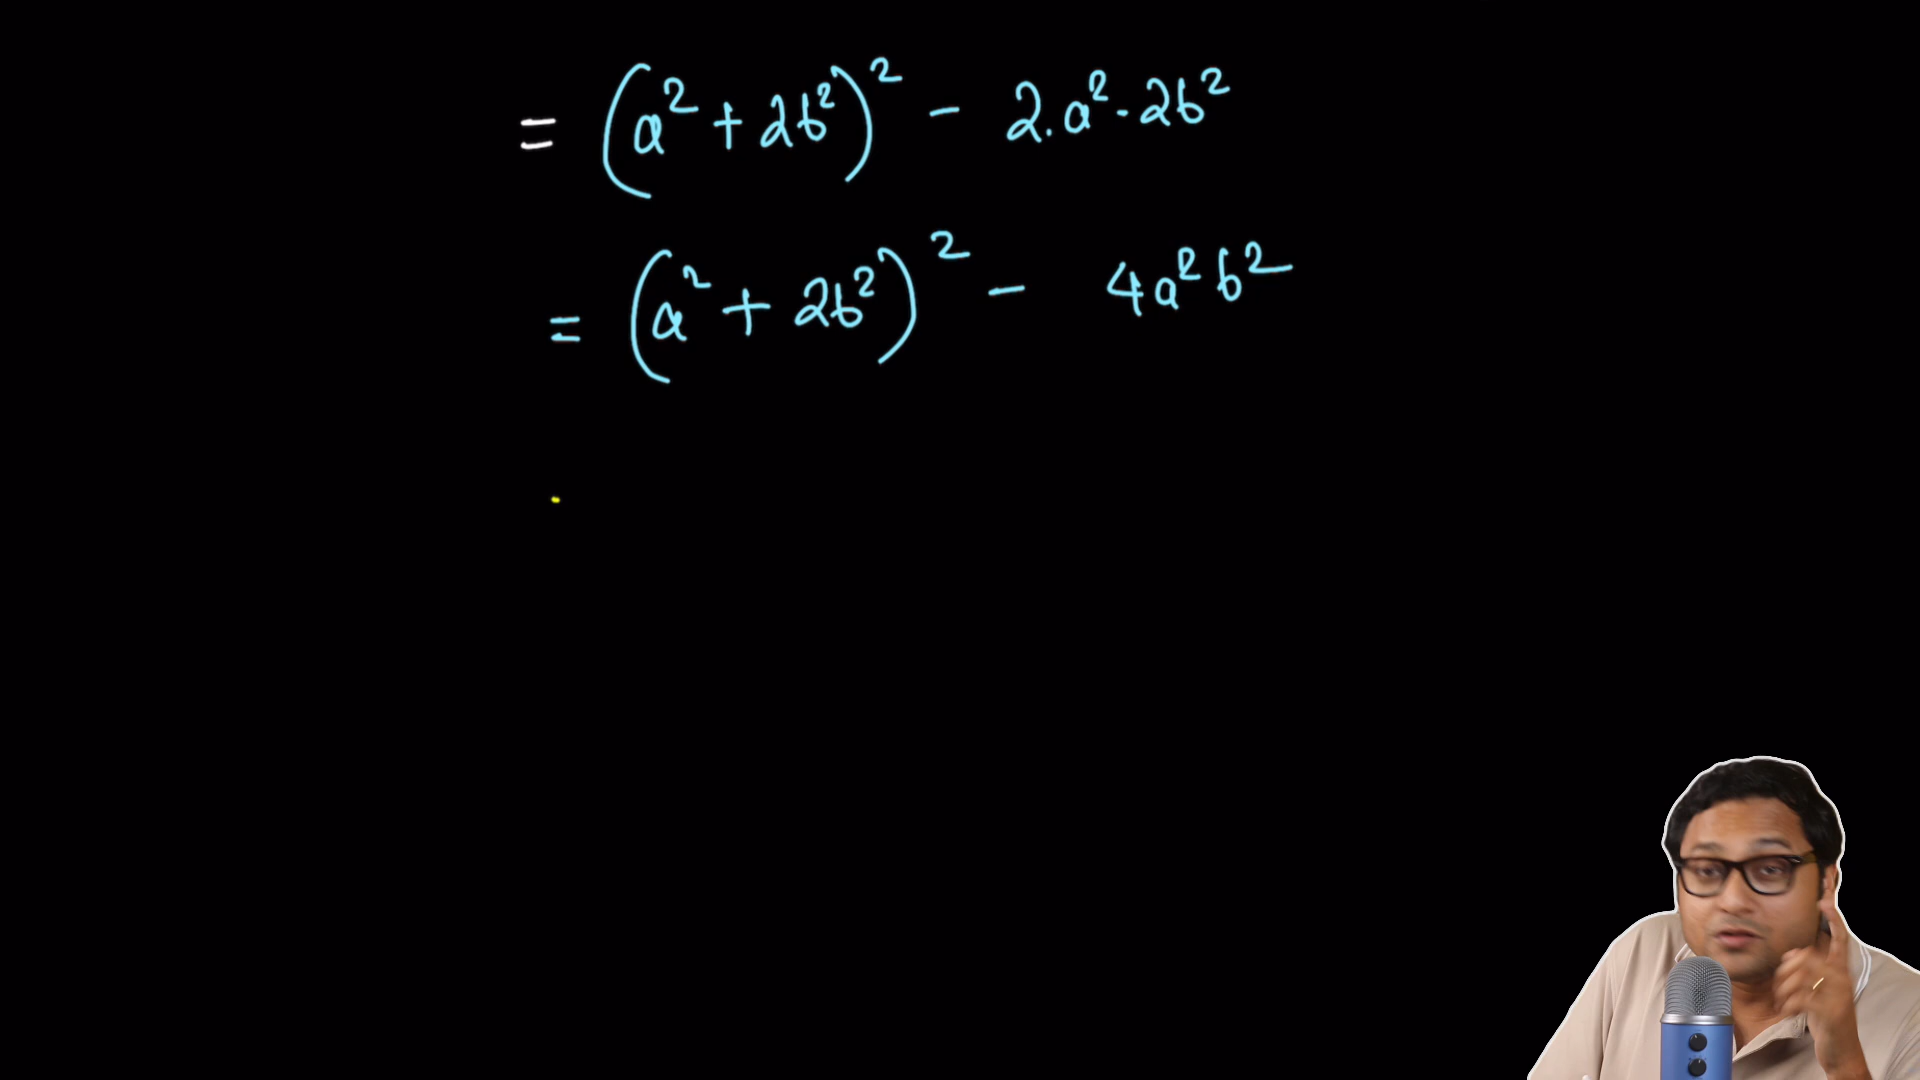 = (a² + 2b²)² - 2.a².2b²
= (a² + 2b²)² - 4a²b²